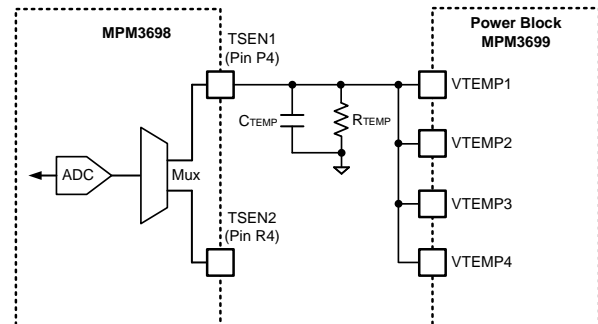 MPM3698
TSEN1
(Pin P4)
Power Block
MPM3699
VTEMP1
CTEMP
RTEMP
VTEMP2
ADC
Mux
VTEMP3
TSEN2
(Pin R4)
VTEMP4